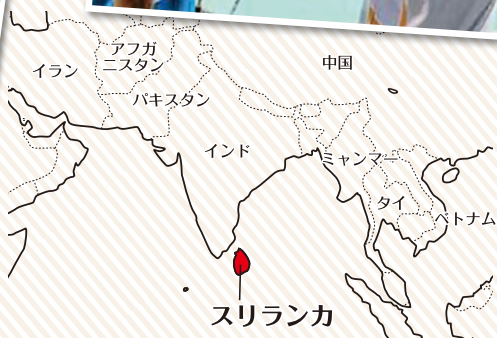 アフガ
ニスタン
イラン
中国
パキスタン
インド
ミャンマー
タイ
ベトナム
スリランカ